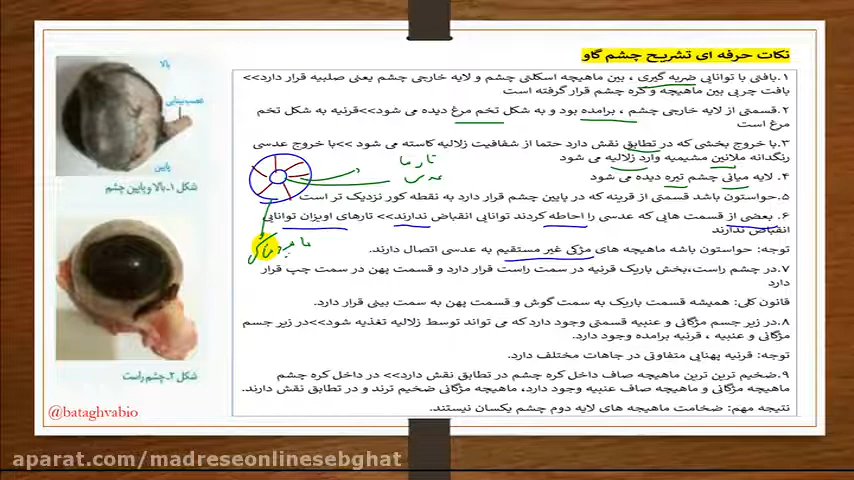 نکات حرفه ای تشریح چشم گاو
۱.بافتی با توانایی ضربه گیری ، بین ماهیچه اسکلتی چشم و لایه خارجی چشم یعنی صلبیه قرار دارد>>
بافت چربی بین ماهیچه و کره چشم قرار گرفته است
۲.قسمتی از لایه خارجی چشم ، برامده بود و به شکل تخم مرغ دیده می شود>>قرنیه به شکل تخم
مرغ است
۳.با خروج بخشی که در تطابق نقش دارد حتما از شفافیت زلالیه کاسته می شود >>با خروج عدسی
رنگدانه ملانین مشیمیه وارد زلالیه می شود
۴. لایه میانی چشم تیره دیده می شود
۵.حواستون باشد قسمتی از قرنیه که در پایین چشم قرار دارد به نقطه کور نزدیک تر است
۶. بعضی از قسمت هایی که عدسی را احاطه کردند توانایی انقباض ندارند>> تارهای اویزان توانایی
انقباض ندارند
توجه: حواستون باشه ماهیچه های مژکی غیر مستقیم به عدسی اتصال دارند.
۷.در چشم راست،بخش باریک قرنیه در سمت راست قرار دارد و قسمت پهن در سمت چپ قرار
دارد
قانون کلی: همیشه قسمت باریک به سمت گوش و قسمت پهن به سمت بینی قرار دارد.
۸.در زیر جسم مژگانی و عنبیه قسمتی وجود دارد که می تواند توسط زلالیه تغذیه شود>>در زیر جسم
مژگانی و عنبیه ، قرنیه برامده وجود دارد.
توجه: قرنیه پهنایی متفاوتی در جاهات مختلف دارد.
۹.ضخیم ترین ترین ماهیچه صاف داخل کره چشم در تطابق نقش دارد>> در داخل کره چشم
ماهیچه مژگانی و ماهیچه صاف عنبیه وجود دارد، ماهیچه مژگانی ضخیم ترند و در تطابق نقش دارند.
نتیجه مهم: ضخامت ماهیچه های لایه دوم چشم یکسان نیستند.
بالا
عصب بینایی
پایین
شکل ۱ـ بالا و پایین چشم
شکل ۲ـ چشم راست
تارها
عدسی
@bataghvabio
aparat.com/madreseonlinesebghat